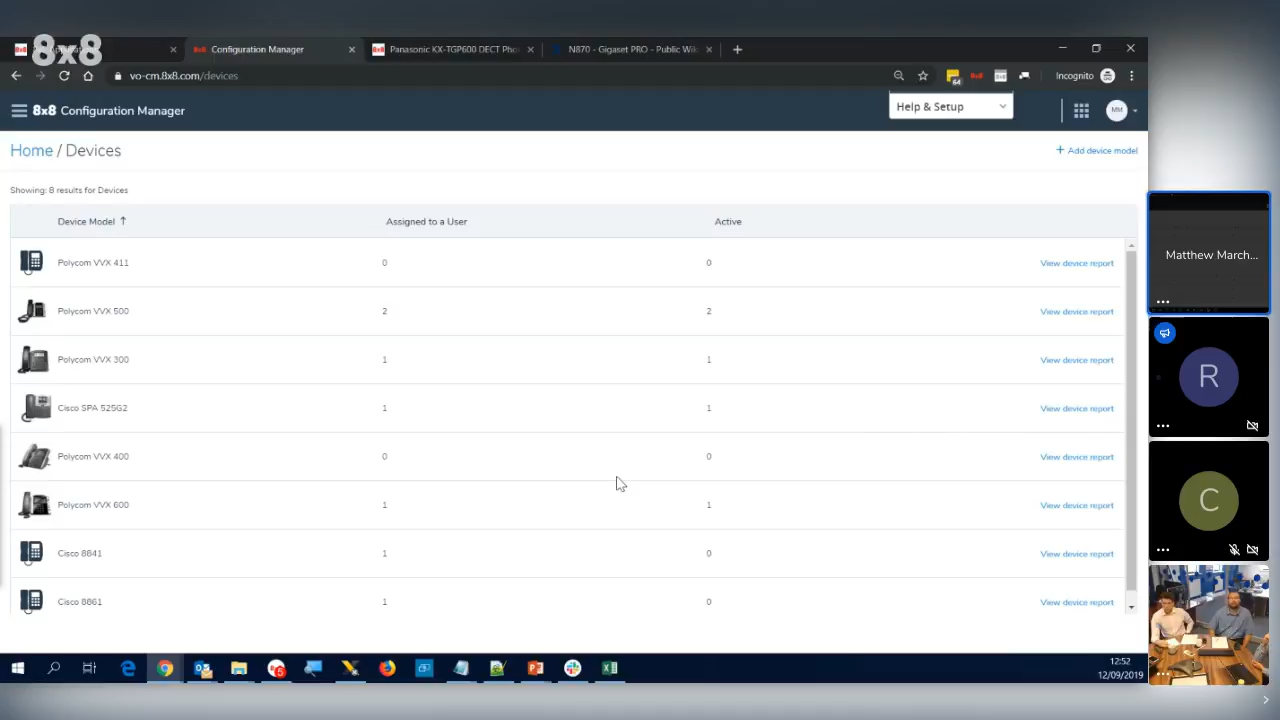 8x8
Configuration Manager
Panasonic KX-TGP600 DECT Pho
N870 - Gigaset PRO - Public Wik
vo-cm.8x8.com/devices
64
Incognito
8x8 Configuration Manager
Help & Setup
MM
Home / Devices
+ Add device model
Showing: 8 results for Devices
Device Model ↑ Assigned to a User Active
Polycom VVX 411 0 0 View device report
Polycom VVX 500 2 2 View device report
Polycom VVX 300 1 1 View device report
Cisco SPA 525G2 1 1 View device report
Polycom VVX 400 0 0 View device report
Polycom VVX 600 1 1 View device report
Cisco 8841 1 0 View device report
Cisco 8861 1 0 View device report
Matthew March...
R
C
12:52
12/09/2019